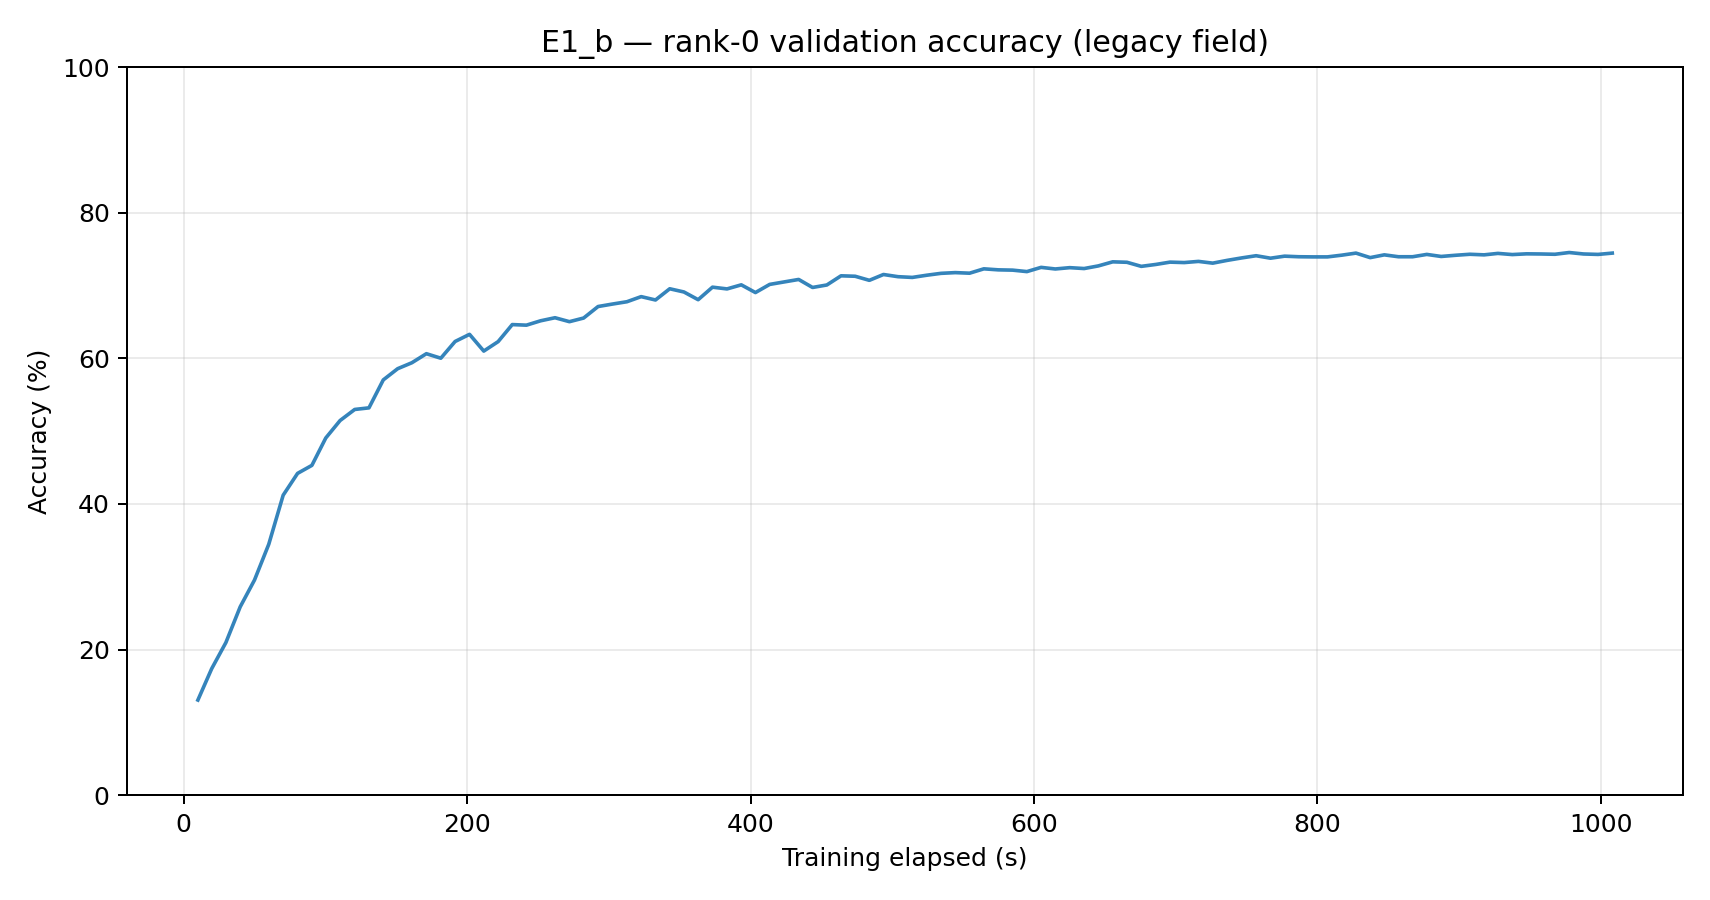 E1_b — rank-0 validation accuracy (legacy field)
100
80
60
40
20
0
Accuracy (%)
0 200 400 600 800 1000
Training elapsed (s)